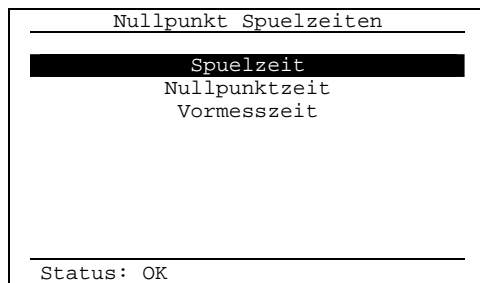 Nullpunkt Spuelzeiten
Spuelzeit
Nullpunktzeit
Vormesszeit
Status: OK